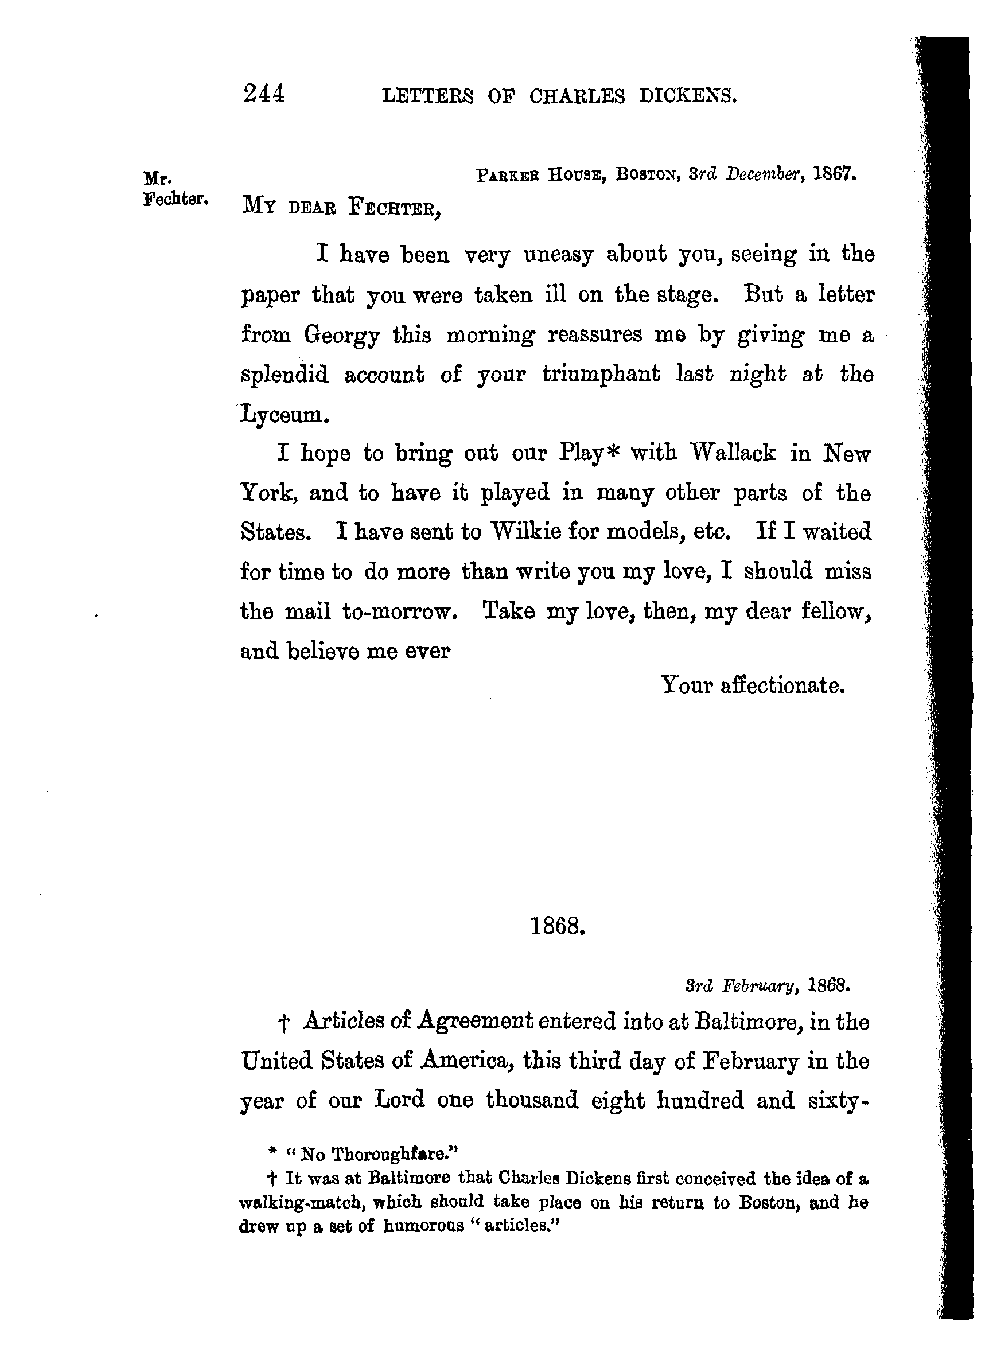 244 LETTERS OF CHARLES DICKENS.
Mr.
Fechter.
PARKER HOUSE, BOSTON, 3rd December, 1867.
MY DEAR FECHTER,
I have been very uneasy about you, seeing in the
paper that you were taken ill on the stage. But a letter
from Georgy this morning reassures me by giving me a
splendid account of your triumphant last night at the
Lyceum.
I hope to bring out our Play* with Wallack in New
York, and to have it played in many other parts of the
States. I have sent to Wilkie for models, etc. If I waited
for time to do more than write you my love, I should miss
the mail to-morrow. Take my love, then, my dear fellow,
and believe me ever
Your affectionate.
1868.
3rd February, 1868.
† Articles of Agreement entered into at Baltimore, in the
United States of America, this third day of February in the
year of our Lord one thousand eight hundred and sixty-
* "No Thoroughfare."
† It was at Baltimore that Charles Dickens first conceived the idea of a
walking-match, which should take place on his return to Boston, and he
drew up a set of humorous "articles."